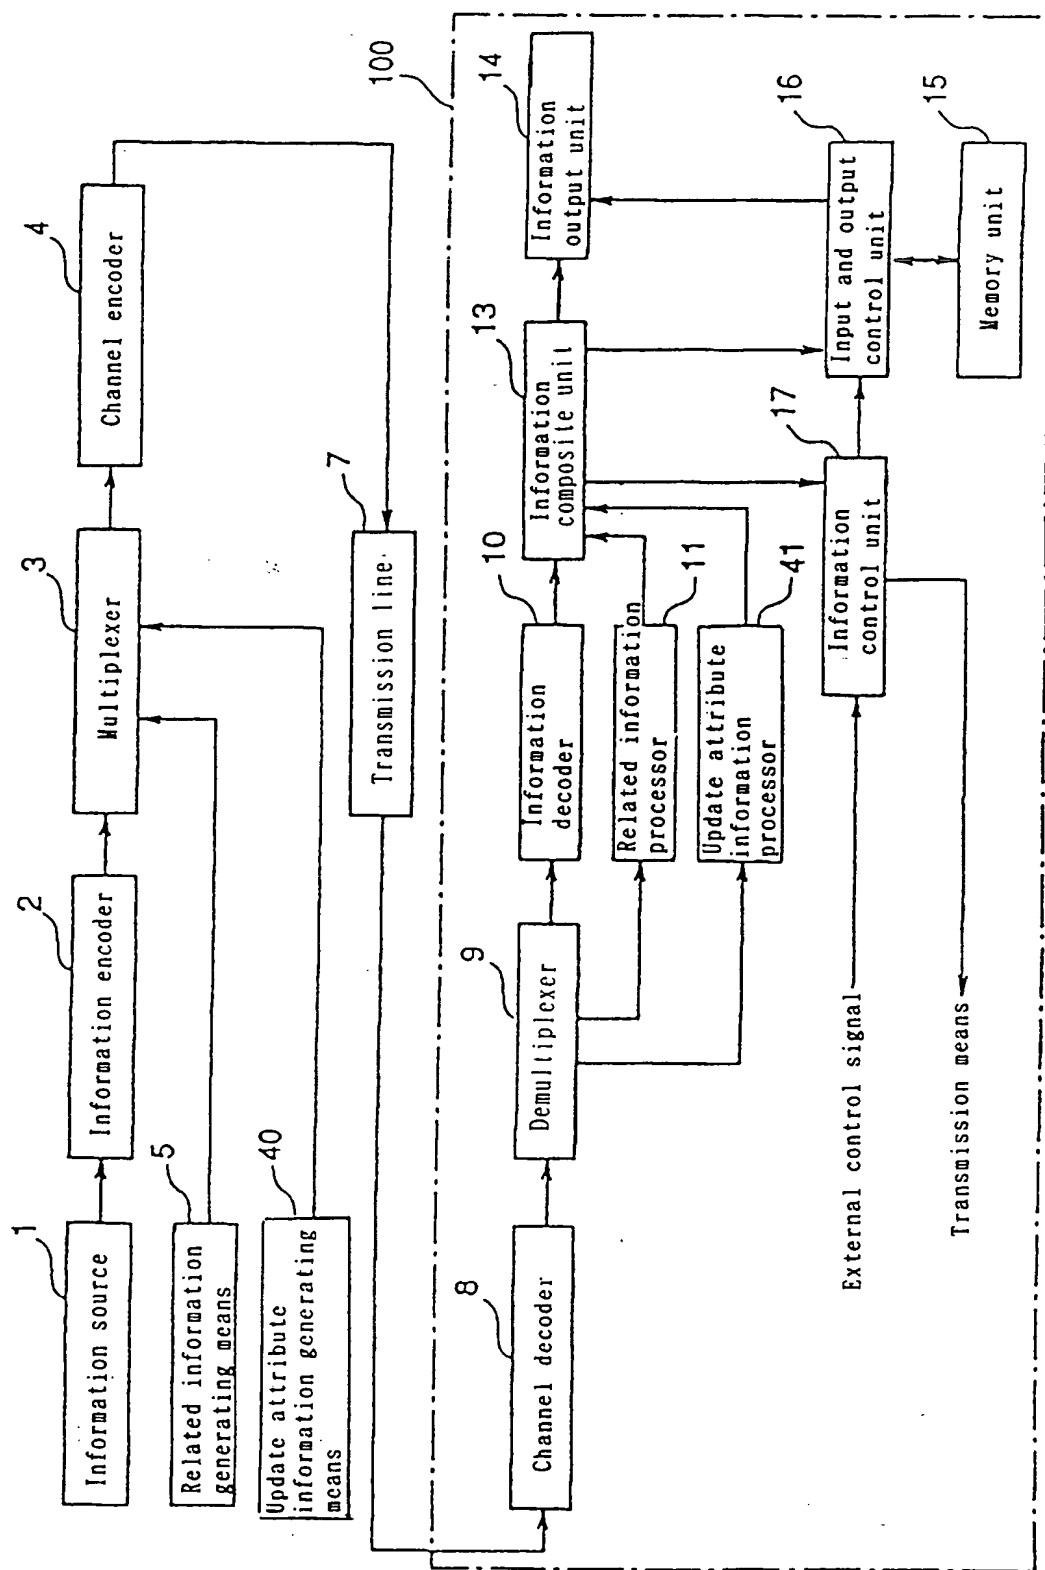 1
Information source
2
Information encoder
3
Multiplexer
4
Channel encoder
5
Related information
generating means
40
Update attribute
information generating
means
7
Transmission line
100
8
Channel decoder
9
Demultiplexer
10
Information
decoder
11
Related information
processor
41
Update attribute
information
processor
13
Information
composite unit
14
Information
output unit
17
Information
control unit
16
Input and output
control unit
15
Memory unit
External control signal
Transmission means